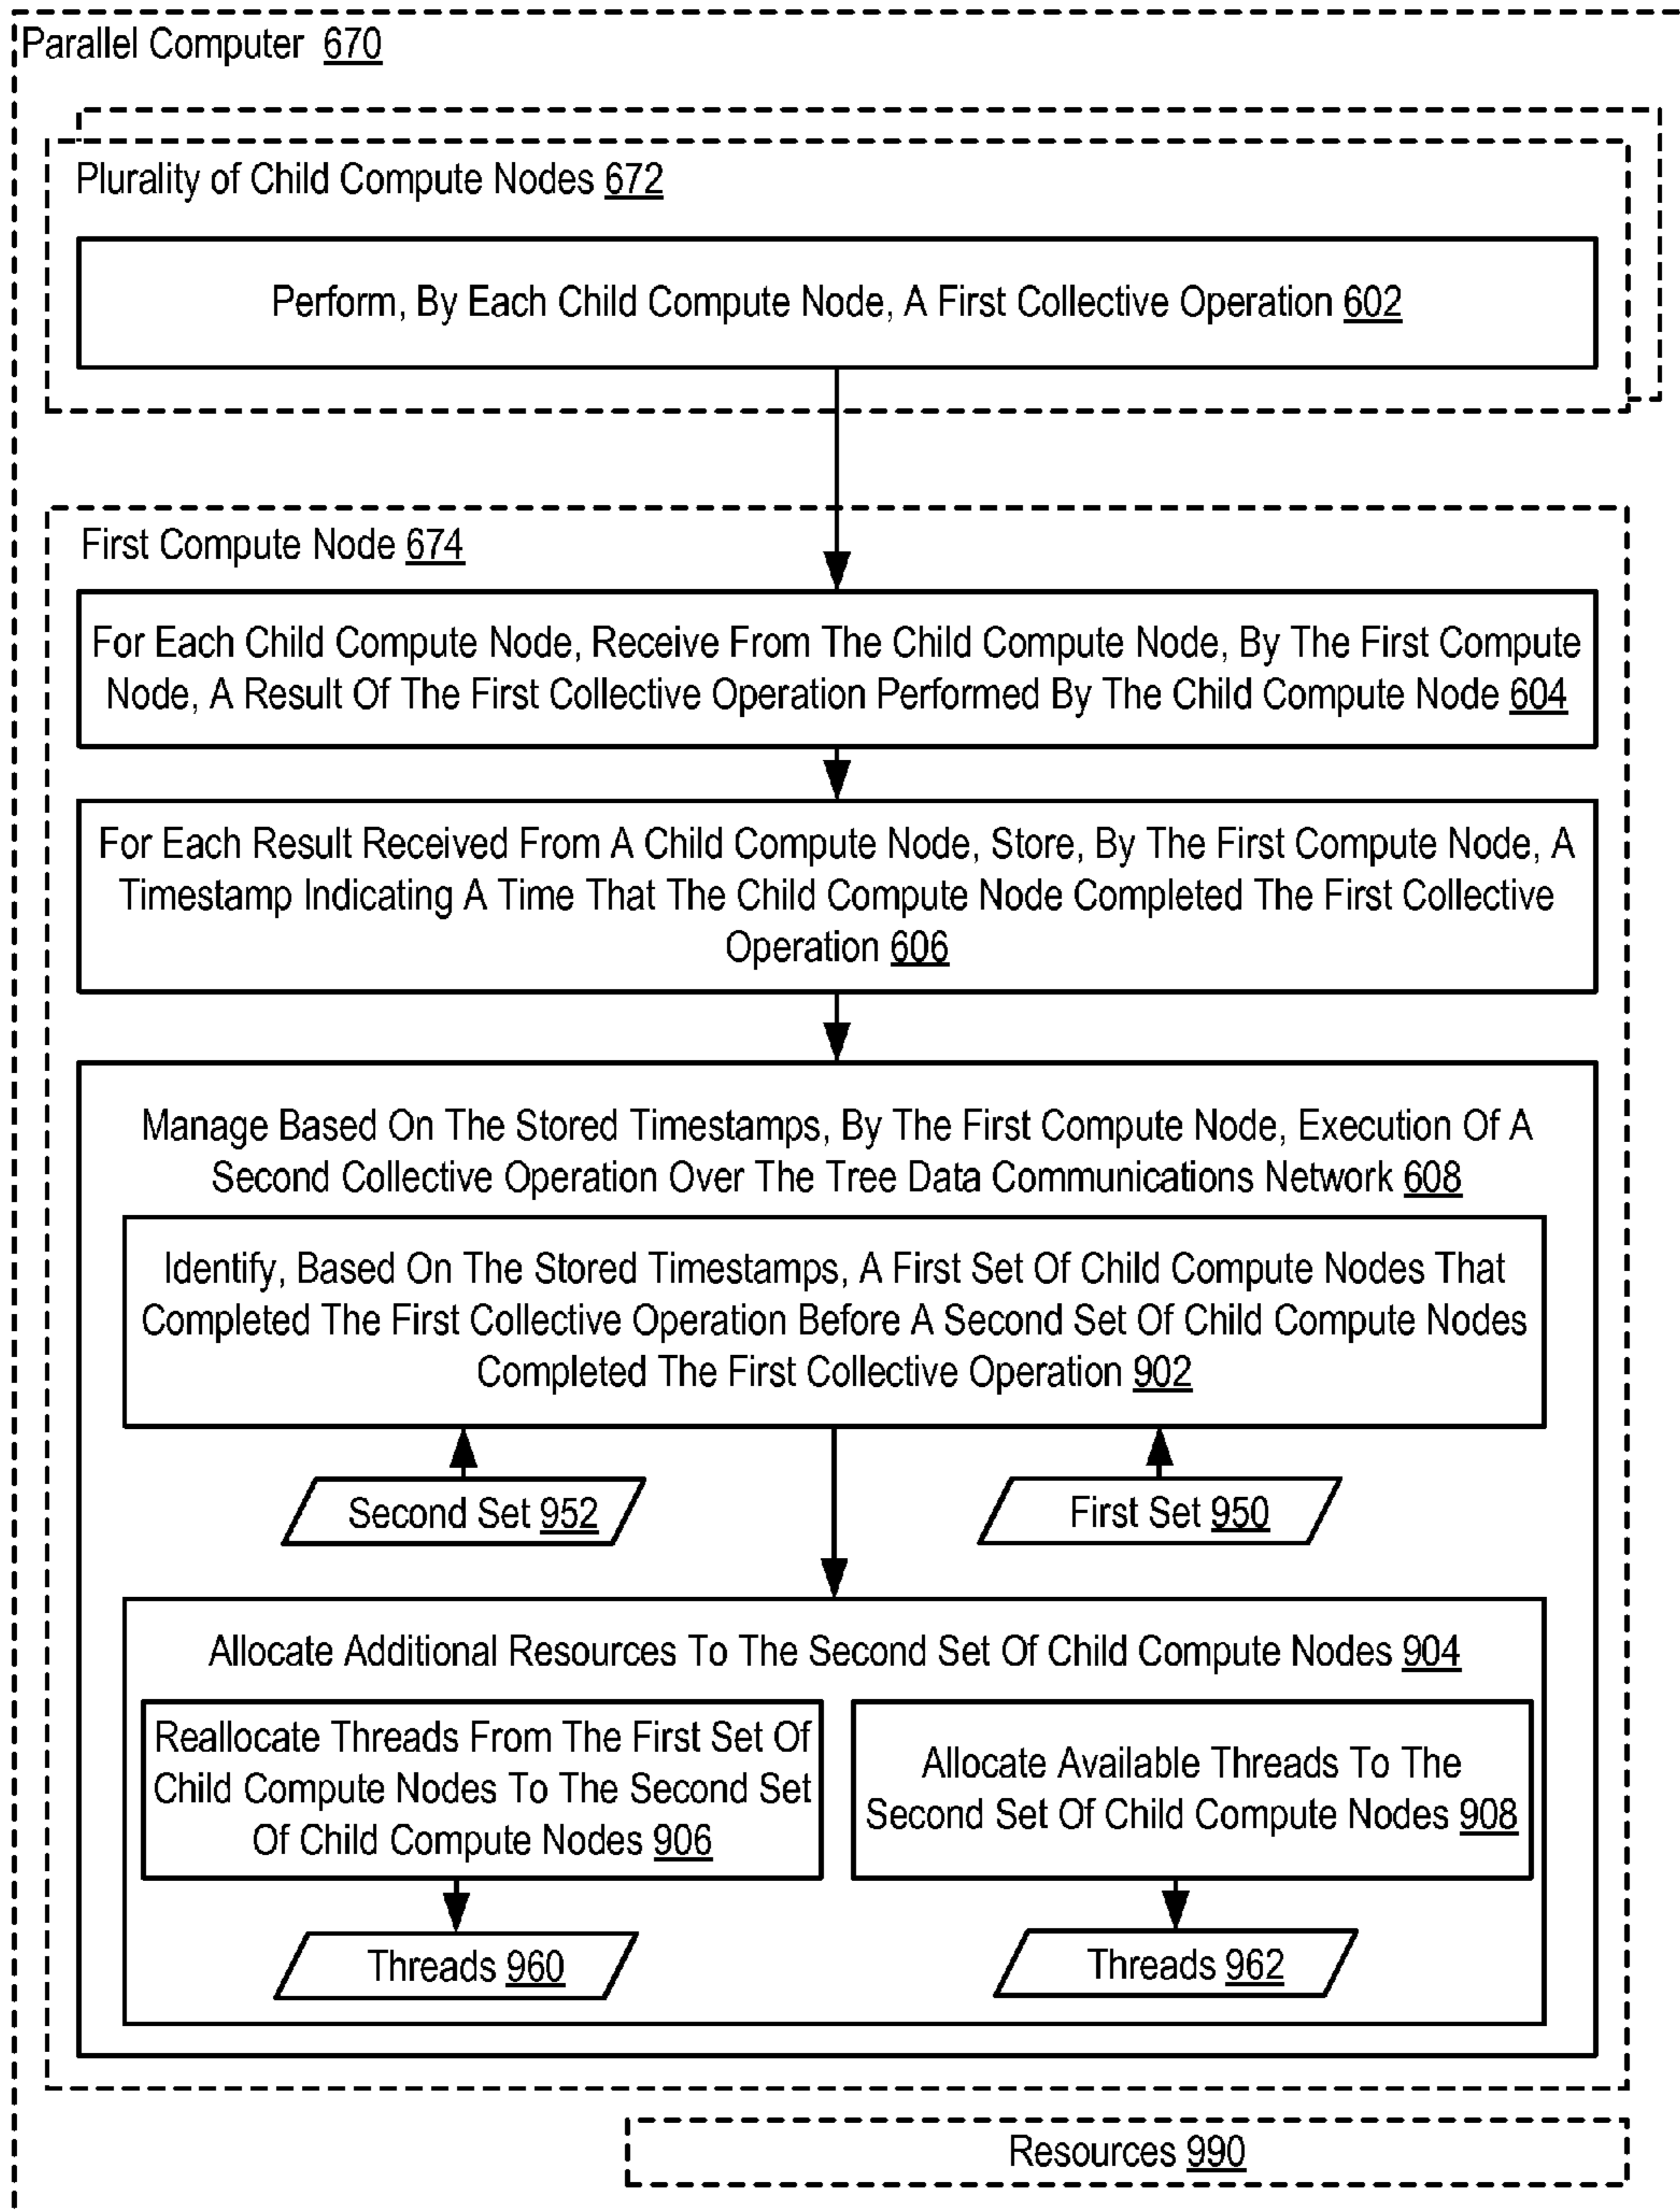 Parallel Computer 670
Plurality of Child Compute Nodes 672
Perform, By Each Child Compute Node, A First Collective Operation 602
First Compute Node 674
For Each Child Compute Node, Receive From The Child Compute Node, By The First Compute
Node, A Result Of The First Collective Operation Performed By The Child Compute Node 604
For Each Result Received From A Child Compute Node, Store, By The First Compute Node, A
Timestamp Indicating A Time That The Child Compute Node Completed The First Collective
Operation 606
Manage Based On The Stored Timestamps, By The First Compute Node, Execution Of A
Second Collective Operation Over The Tree Data Communications Network 608
Identify, Based On The Stored Timestamps, A First Set Of Child Compute Nodes That
Completed The First Collective Operation Before A Second Set Of Child Compute Nodes
Completed The First Collective Operation 902
Second Set 952
First Set 950
Allocate Additional Resources To The Second Set Of Child Compute Nodes 904
Reallocate Threads From The First Set Of
Child Compute Nodes To The Second Set
Of Child Compute Nodes 906
Allocate Available Threads To The
Second Set Of Child Compute Nodes 908
Threads 960
Threads 962
Resources 990